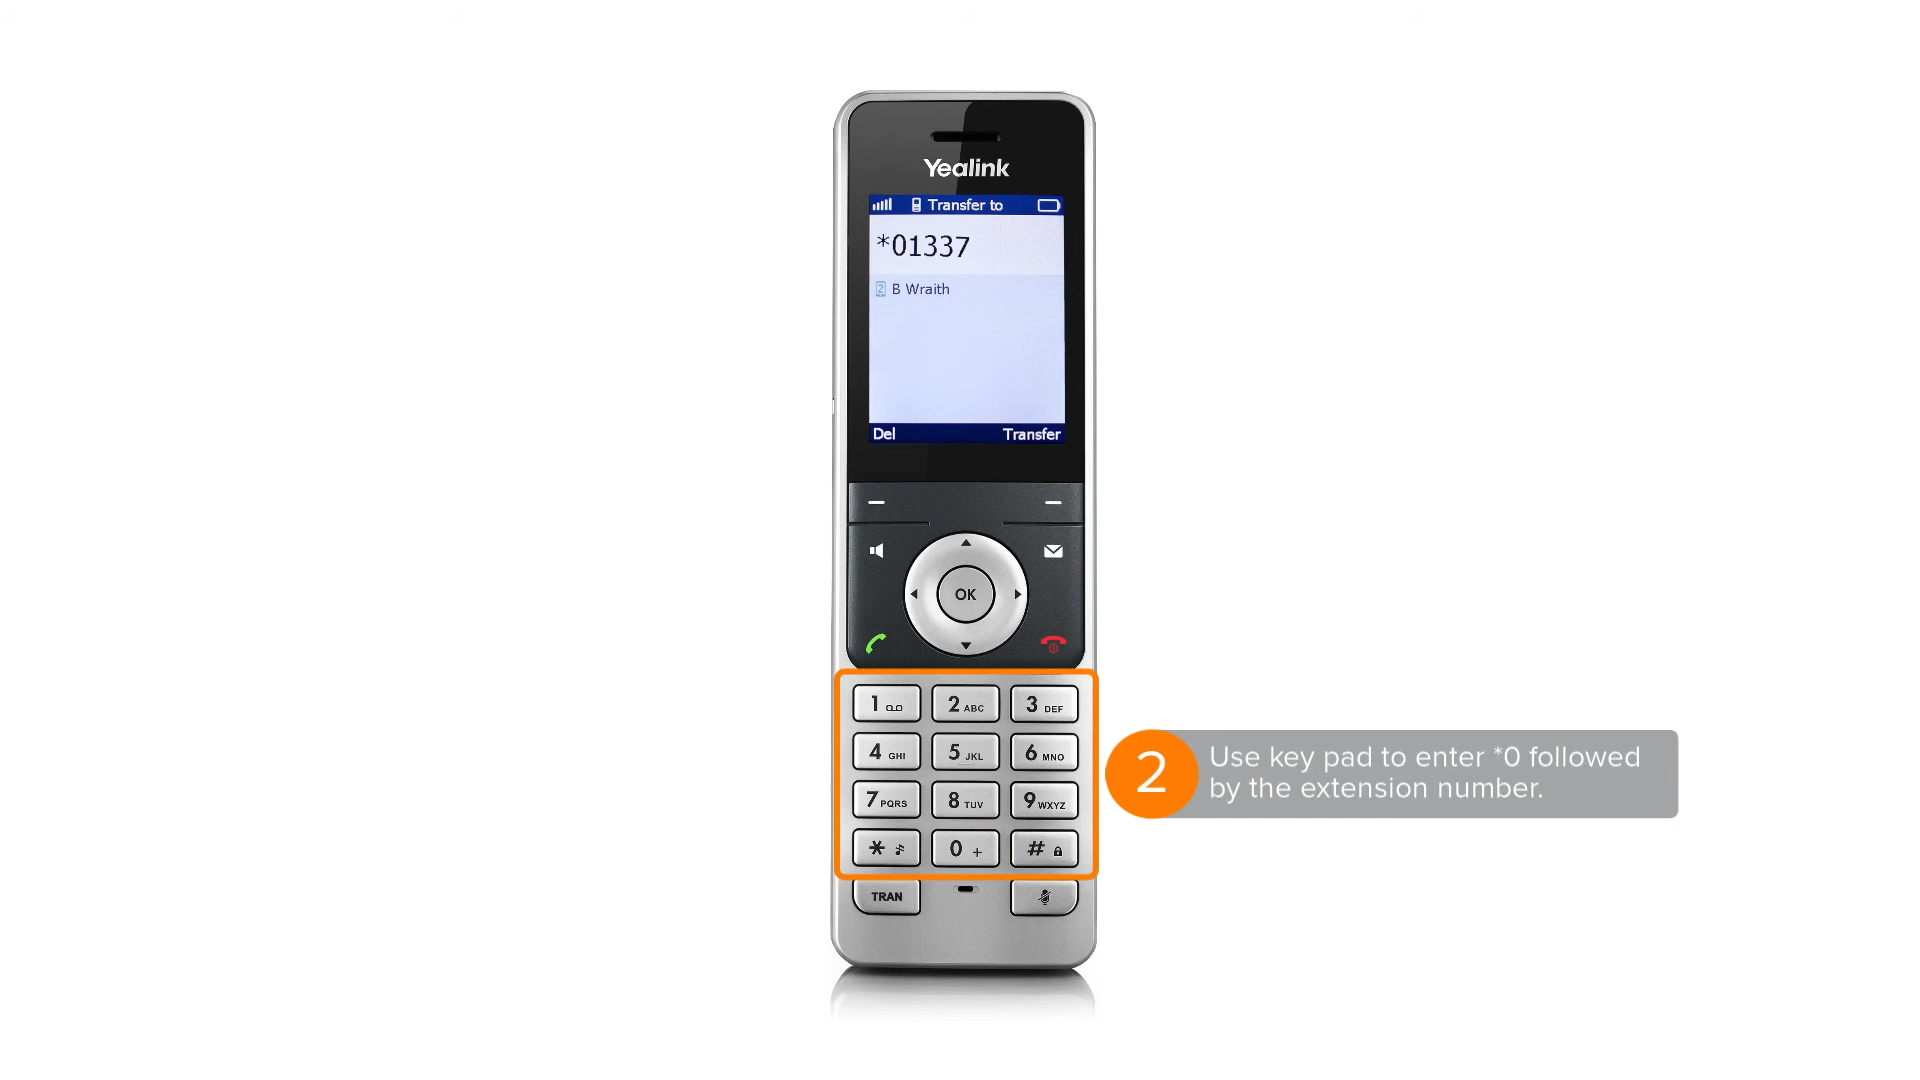 Yealink
Transfer to
*01337
2 B Wraith
Del Transfer
OK
1 2 ABC 3 DEF
4 GHI 5 JKL 6 MNO
7 PQRS 8 TUV 9 WXYZ
* 0 + #
TRAN
2
Use key pad to enter *0 followed
by the extension number.